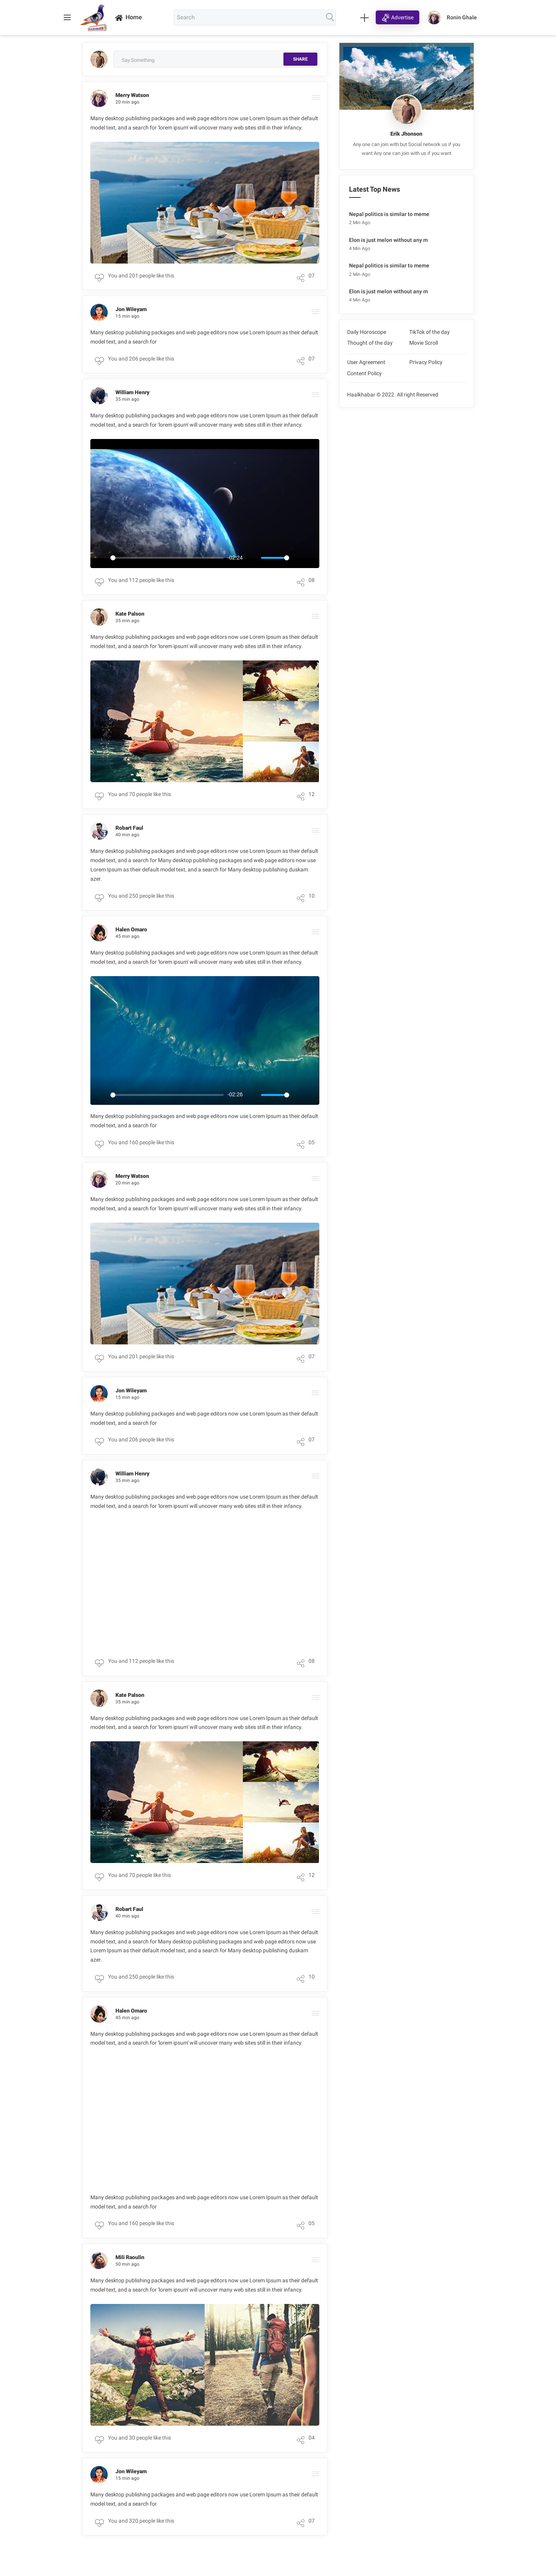 Home
Search
Advertise
Ronin Ghale
Say Something
SHARE
Merry Watson
20 min ago
Many desktop publishing packages and web page editors now use Lorem Ipsum as their default
model text, and a search for 'lorem ipsum' will uncover many web sites still in their infancy.
You and 201 people like this
07
Jon Wileyam
15 min ago
Many desktop publishing packages and web page editors now use Lorem Ipsum as their default
model text, and a search for
You and 206 people like this
07
William Henry
35 min ago
Many desktop publishing packages and web page editors now use Lorem Ipsum as their default
model text, and a search for 'lorem ipsum' will uncover many web sites still in their infancy.
-02:24
You and 112 people like this
08
Kate Palson
35 min ago
Many desktop publishing packages and web page editors now use Lorem Ipsum as their default
model text, and a search for 'lorem ipsum' will uncover many web sites still in their infancy.
You and 70 people like this
12
Robart Faul
40 min ago
Many desktop publishing packages and web page editors now use Lorem Ipsum as their default
model text, and a search for Many desktop publishing packages and web page editors now use
Lorem Ipsum as their default model text, and a search for Many desktop publishing duskam
azer.
You and 250 people like this
10
Halen Omaro
45 min ago
Many desktop publishing packages and web page editors now use Lorem Ipsum as their default
model text, and a search for 'lorem ipsum' will uncover many web sites still in their infancy.
-02:26
Many desktop publishing packages and web page editors now use Lorem Ipsum as their default
model text, and a search for
You and 160 people like this
05
Merry Watson
20 min ago
Many desktop publishing packages and web page editors now use Lorem Ipsum as their default
model text, and a search for 'lorem ipsum' will uncover many web sites still in their infancy.
You and 201 people like this
07
Jon Wileyam
15 min ago
Many desktop publishing packages and web page editors now use Lorem Ipsum as their default
model text, and a search for
You and 206 people like this
07
William Henry
35 min ago
Many desktop publishing packages and web page editors now use Lorem Ipsum as their default
model text, and a search for 'lorem ipsum' will uncover many web sites still in their infancy.
You and 112 people like this
08
Kate Palson
35 min ago
Many desktop publishing packages and web page editors now use Lorem Ipsum as their default
model text, and a search for 'lorem ipsum' will uncover many web sites still in their infancy.
You and 70 people like this
12
Robart Faul
40 min ago
Many desktop publishing packages and web page editors now use Lorem Ipsum as their default
model text, and a search for Many desktop publishing packages and web page editors now use
Lorem Ipsum as their default model text, and a search for Many desktop publishing duskam
azer.
You and 250 people like this
10
Halen Omaro
45 min ago
Many desktop publishing packages and web page editors now use Lorem Ipsum as their default
model text, and a search for 'lorem ipsum' will uncover many web sites still in their infancy.
Many desktop publishing packages and web page editors now use Lorem Ipsum as their default
model text, and a search for
You and 160 people like this
05
Mili Raoulin
50 min ago
Many desktop publishing packages and web page editors now use Lorem Ipsum as their default
model text, and a search for 'lorem ipsum' will uncover many web sites still in their infancy.
You and 30 people like this
04
Jon Wileyam
15 min ago
Many desktop publishing packages and web page editors now use Lorem Ipsum as their default
model text, and a search for
You and 320 people like this
07
Erik Jhonson
Any one can join with but Social network us if you
want Any one can join with us if you want
Latest Top News
Nepal politics is similar to meme
2 Min Ago
Elon is just melon without any m
4 Min Ago
Nepal politics is similar to meme
2 Min Ago
Elon is just melon without any m
4 Min Ago
Daily Horoscope
TikTok of the day
Thought of the day
Movie Scroll
User Agreement
Privacy Policy
Content Policy
Haalkhabar © 2022. All right Reserved